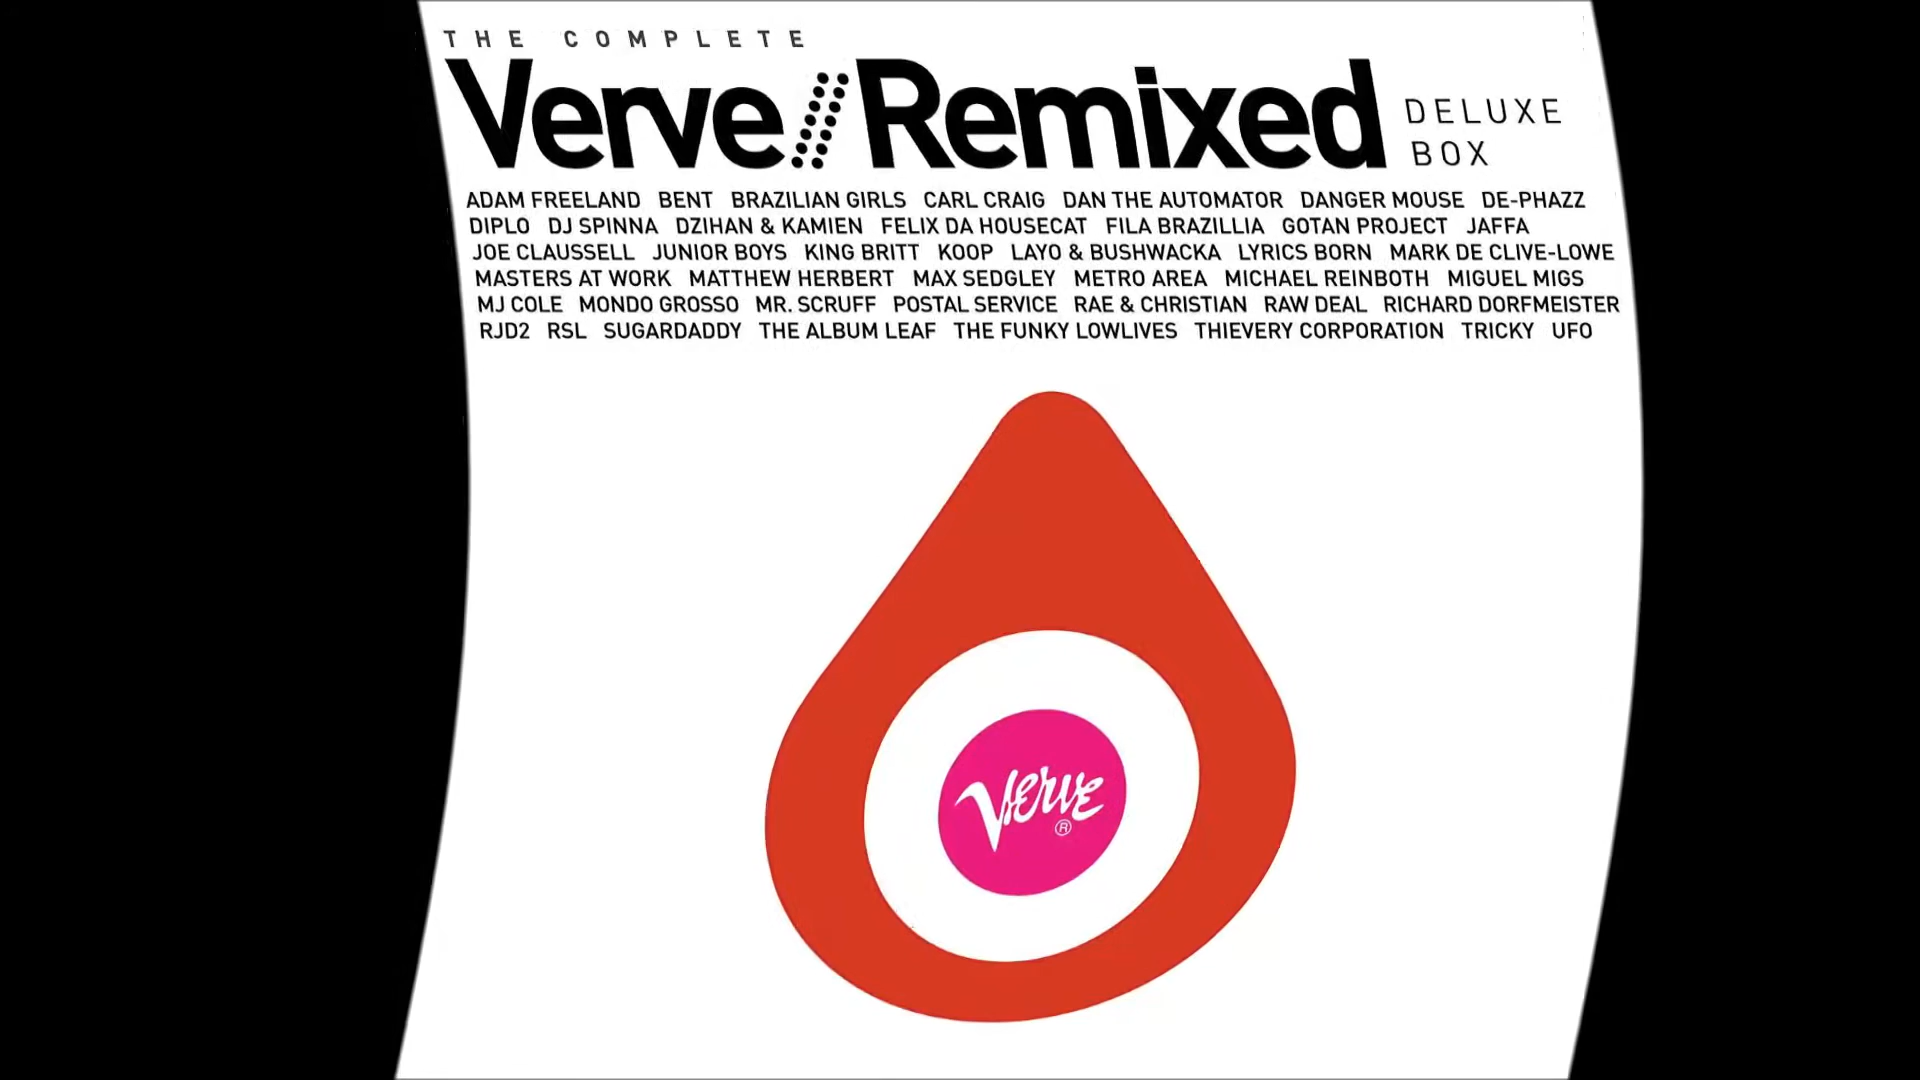 THE COMPLETE
Verve//Remixed
DELUXE
BOX
ADAM FREELAND BENT BRAZILIAN GIRLS CARL CRAIG DAN THE AUTOMATOR DANGER MOUSE DE-PHAZZ
DIPLO DJ SPINNA DZIHAN & KAMIEN FELIX DA HOUSECAT FILA BRAZILLIA GOTAN PROJECT JAFFA
JOE CLAUSSELL JUNIOR BOYS KING BRITT KOOP LAYO & BUSHWACKA LYRICS BORN MARK DE CLIVE-LOWE
MASTERS AT WORK MATTHEW HERBERT MAX SEDGLEY METRO AREA MICHAEL REINBOTH MIGUEL MIGS
MJ COLE MONDO GROSSO MR. SCRUFF POSTAL SERVICE RAE & CHRISTIAN RAW DEAL RICHARD DORFMEISTER
RJD2 RSL SUGARDADDY THE ALBUM LEAF THE FUNKY LOWLIVES THIEVERY CORPORATION TRICKY UFO
Verve
®